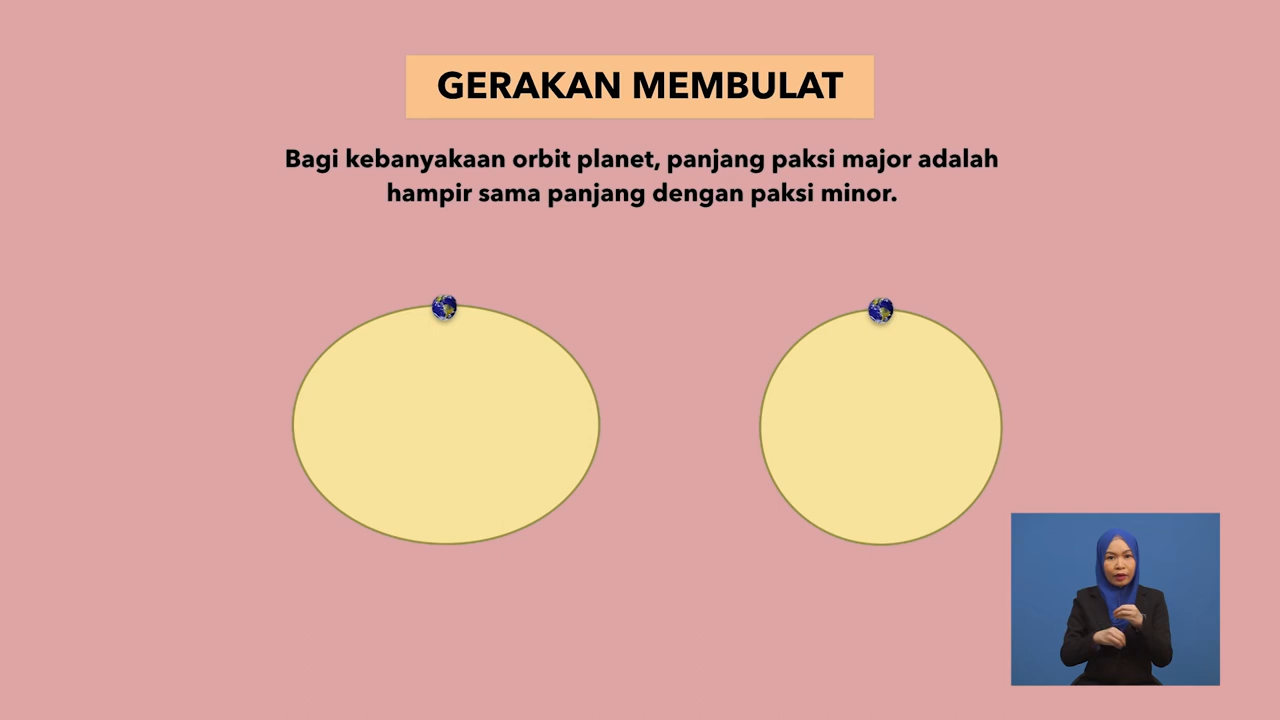 GERAKAN MEMBULAT
Bagi kebanyakaan orbit planet, panjang paksi major adalah
hampir sama panjang dengan paksi minor.